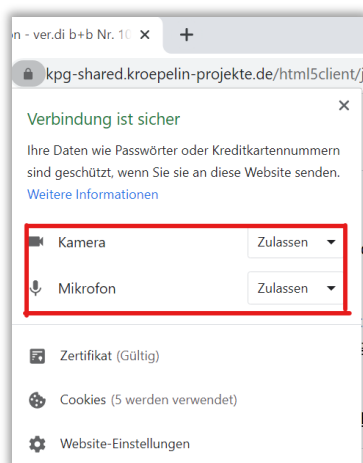 n - ver.di b+b Nr. 10
kpg-shared.kroepelin-projekte.de/html5client/j
Verbindung ist sicher
Ihre Daten wie Passwörter oder Kreditkartennummern
sind geschützt, wenn Sie sie an diese Website senden.
Weitere Informationen
Kamera Zulassen
Mikrofon Zulassen
Zertifikat (Gültig)
Cookies (5 werden verwendet)
Website-Einstellungen